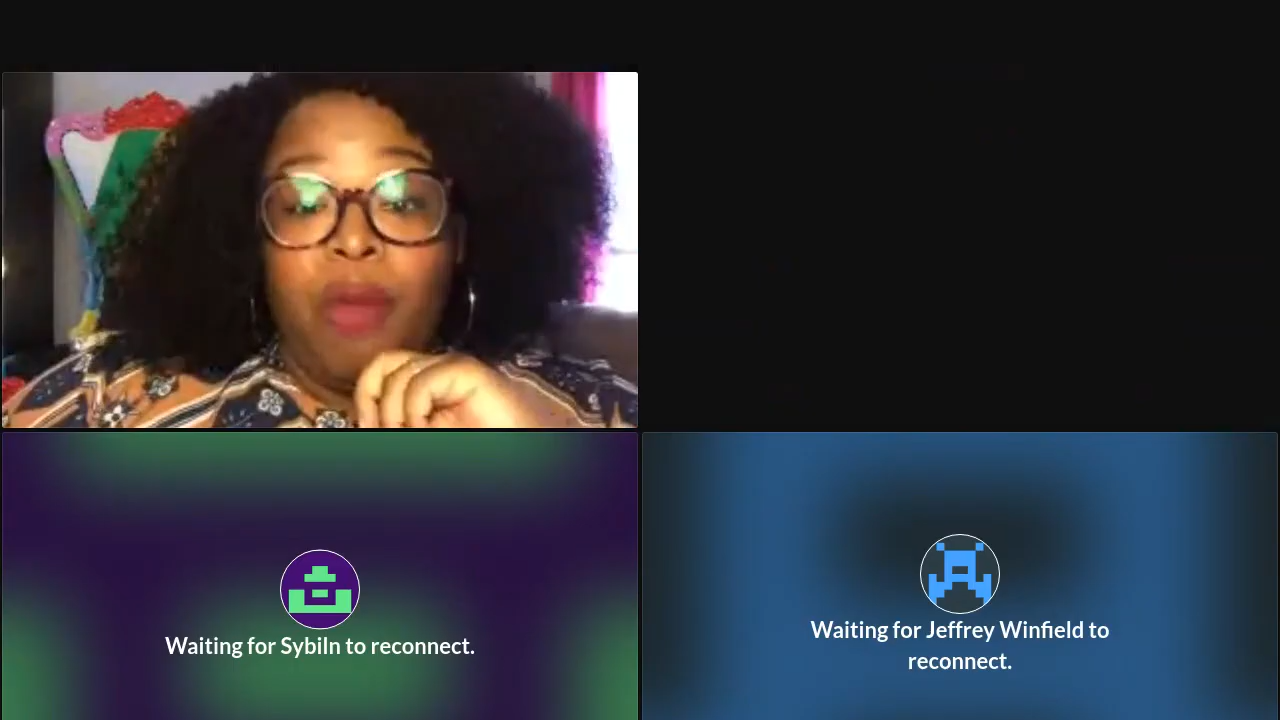 Waiting for Sybiln to reconnect.
Waiting for Jeffrey Winfield to
reconnect.